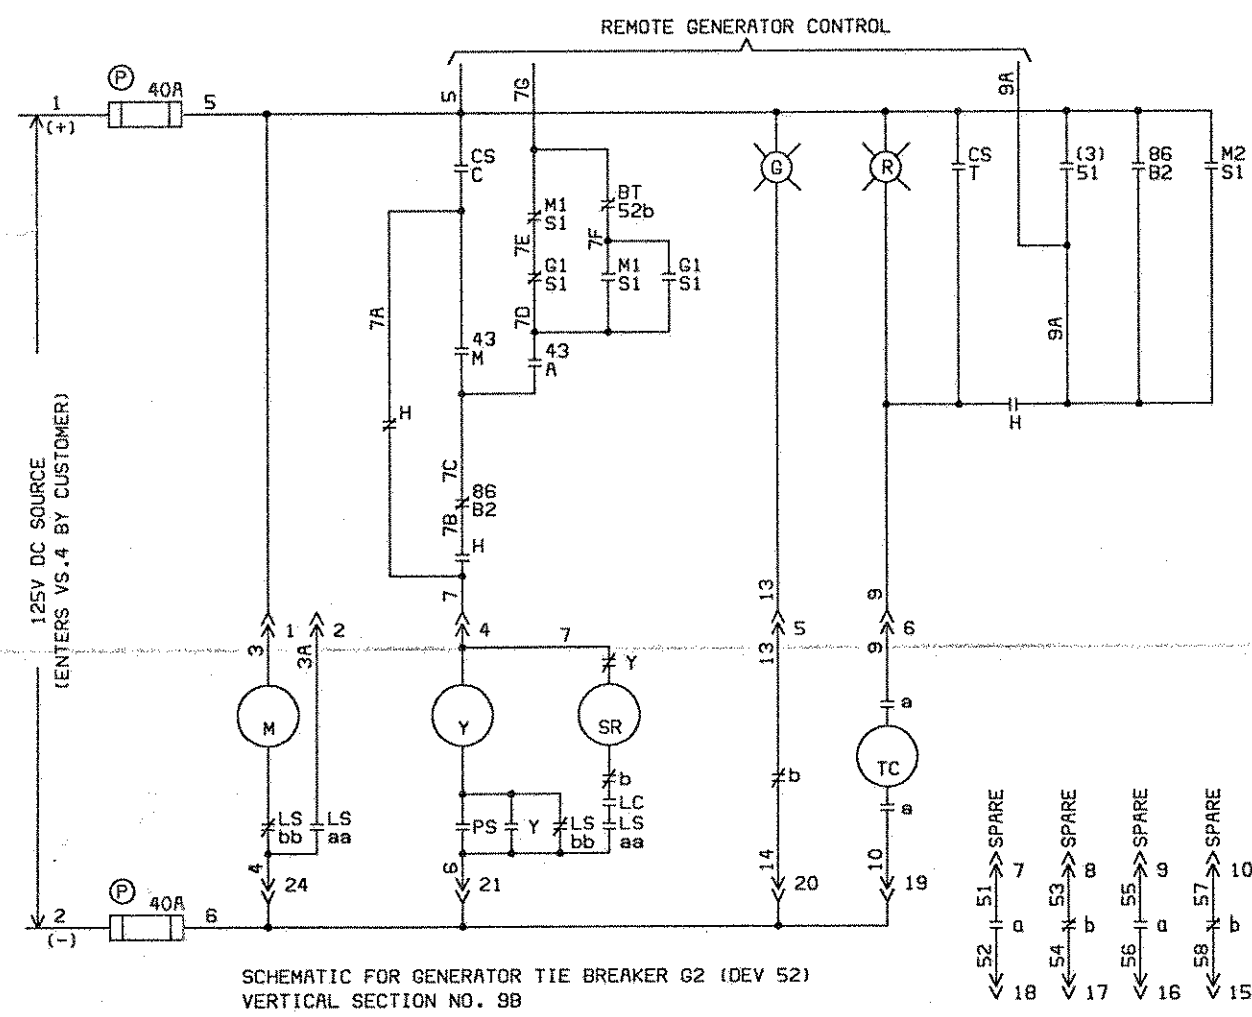 REMOTE GENERATOR CONTROL
P
40A
1
(+)
5
5
7G
9A
CS
C
G
R
CS
T
(3)
51
86
B2
M2
S1
M1
S1
BT
52b
7E
7F
G1
S1
M1
S1
G1
S1
7D
7A
43
M
43
A
9A
H
H
7C
86
B2
7B
H
7
125V DC SOURCE
(ENTERS VS.4 BY CUSTOMER)
13
9
1
2
4
7
5
6
3
3A
13
9
Y
M
Y
SR
a
TC
b
b
a
LC
LS
bb
LS
aa
PS
Y
LS
bb
LS
aa
4
24
6
21
14
20
10
19
SPARE
SPARE
SPARE
SPARE
7
8
9
10
51
53
55
57
a
b
a
b
52
54
56
58
18
17
16
15
P
40A
2
(-)
6
SCHEMATIC FOR GENERATOR TIE BREAKER G2 (DEV 52)
VERTICAL SECTION NO. 9B